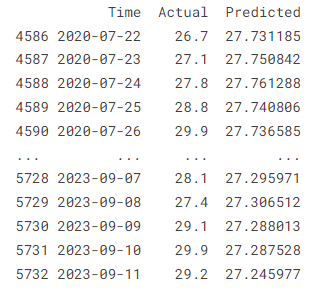 Time Actual Predicted
4586 2020-07-22 26.7 27.731185
4587 2020-07-23 27.1 27.750842
4588 2020-07-24 27.8 27.761288
4589 2020-07-25 28.8 27.740806
4590 2020-07-26 29.9 27.736585
... ... ... ...
5728 2023-09-07 28.1 27.295971
5729 2023-09-08 27.4 27.306512
5730 2023-09-09 29.1 27.288013
5731 2023-09-10 29.9 27.287528
5732 2023-09-11 29.2 27.245977